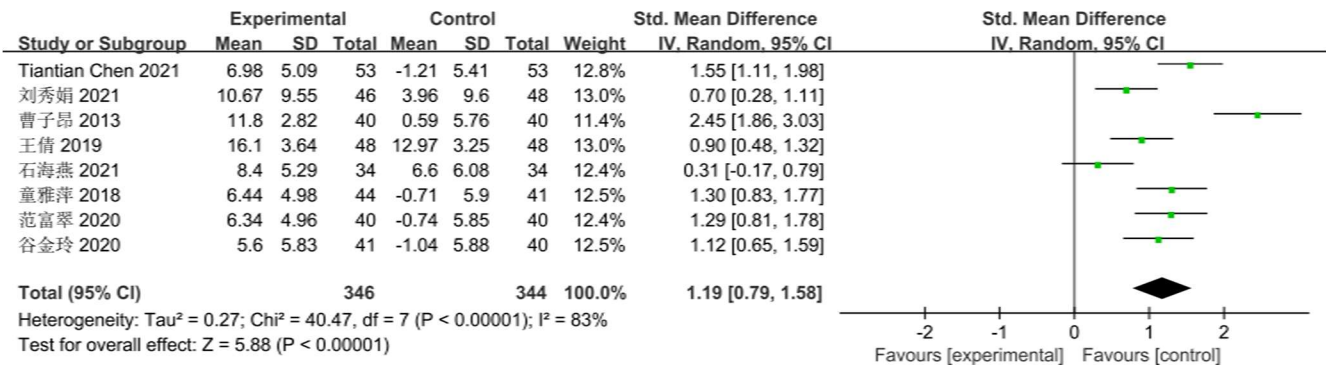 Experimental Control Std. Mean Difference Std. Mean Difference
Study or Subgroup Mean SD Total Mean SD Total Weight IV, Random, 95% CI IV, Random, 95% CI
Tiantian Chen 2021 6.98 5.09 53 -1.21 5.41 53 12.8% 1.55 [1.11, 1.98]
刘秀娟 2021 10.67 9.55 46 3.96 9.6 48 13.0% 0.70 [0.28, 1.11]
曹子昂 2013 11.8 2.82 40 0.59 5.76 40 11.4% 2.45 [1.86, 3.03]
王倩 2019 16.1 3.64 48 12.97 3.25 48 13.0% 0.90 [0.48, 1.32]
石海燕 2021 8.4 5.29 34 6.6 6.08 34 12.4% 0.31 [-0.17, 0.79]
童雅萍 2018 6.44 4.98 44 -0.71 5.9 41 12.5% 1.30 [0.83, 1.77]
范富翠 2020 6.34 4.96 40 -0.74 5.85 40 12.4% 1.29 [0.81, 1.78]
谷金玲 2020 5.6 5.83 41 -1.04 5.88 40 12.5% 1.12 [0.65, 1.59]
Total (95% CI) 346 344 100.0% 1.19 [0.79, 1.58]
Heterogeneity: Tau² = 0.27; Chi² = 40.47, df = 7 (P < 0.00001); I² = 83%
Test for overall effect: Z = 5.88 (P < 0.00001)
-2 -1 0 1 2
Favours [experimental] Favours [control]